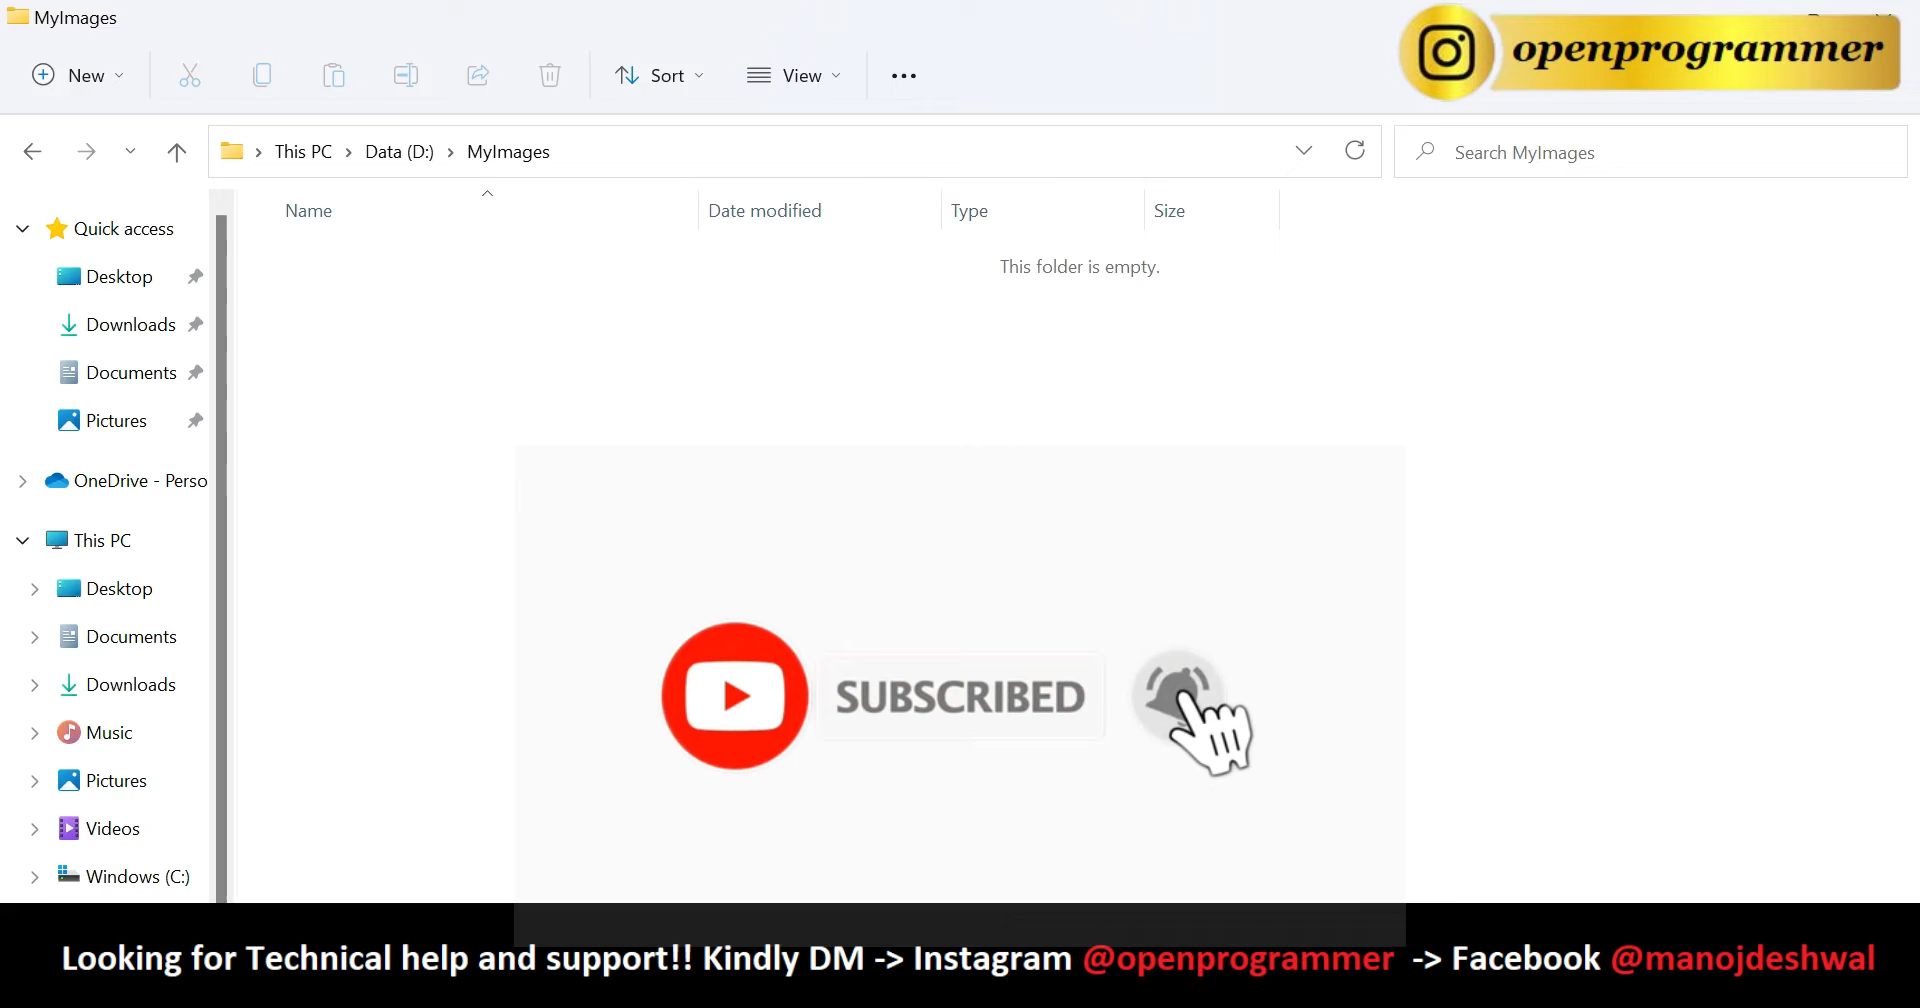 MyImages
openprogrammer
New
Sort
View
This PC
Data (D:)
MyImages
Search MyImages
Name
Date modified
Type
Size
This folder is empty.
Quick access
Desktop
Downloads
Documents
Pictures
OneDrive - Perso
This PC
Desktop
Documents
Downloads
Music
Pictures
Videos
Windows (C:)
SUBSCRIBED
Looking for Technical help and support!! Kindly DM -> Instagram @openprogrammer -> Facebook @manojdeshwal